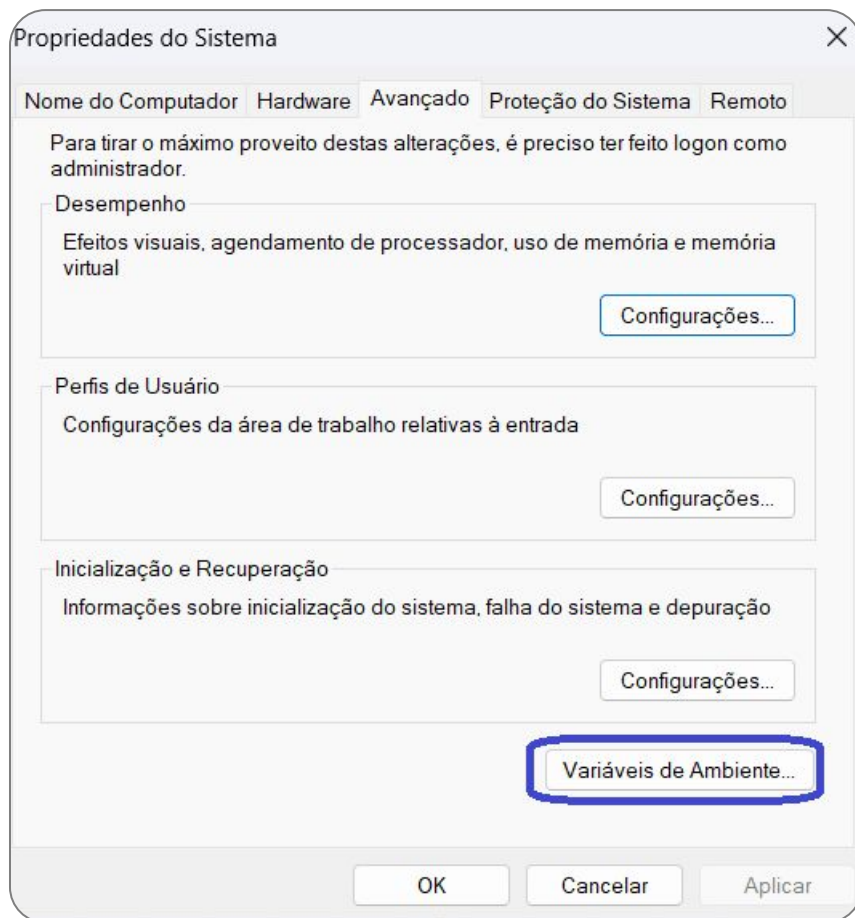 Propriedades do Sistema
Nome do Computador Hardware Avançado Proteção do Sistema Remoto
Para tirar o máximo proveito destas alterações, é preciso ter feito logon como
administrador.
Desempenho
Efeitos visuais, agendamento de processador, uso de memória e memória
virtual
Configurações...
Perfis de Usuário
Configurações da área de trabalho relativas à entrada
Configurações...
Inicialização e Recuperação
Informações sobre inicialização do sistema, falha do sistema e depuração
Configurações...
Variáveis de Ambiente...
OK Cancelar Aplicar